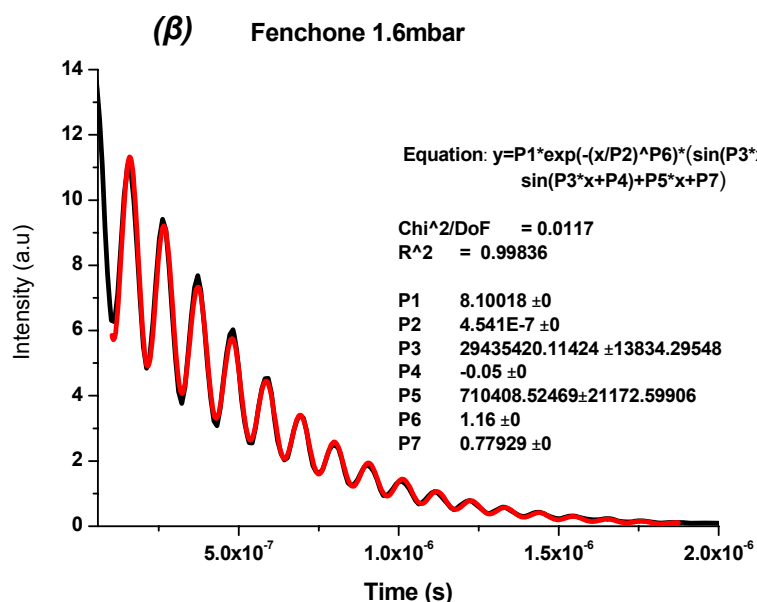 (β) Fenchone 1.6mbar
Equation: y=P1*exp(-(x/P2)^P6)*(sin(P3*
sin(P3*x+P4)+P5*x+P7)
Chi^2/DoF = 0.0117
R^2 = 0.99836
P1 8.10018 ±0
P2 4.541E-7 ±0
P3 29435420.11424 ±13834.29548
P4 -0.05 ±0
P5 710408.52469±21172.59906
P6 1.16 ±0
P7 0.77929 ±0
Intensity (a.u)
14
12
10
8
6
4
2
0
5.0x10⁻⁷ 1.0x10⁻⁶ 1.5x10⁻⁶ 2.0x10⁻⁶
Time (s)